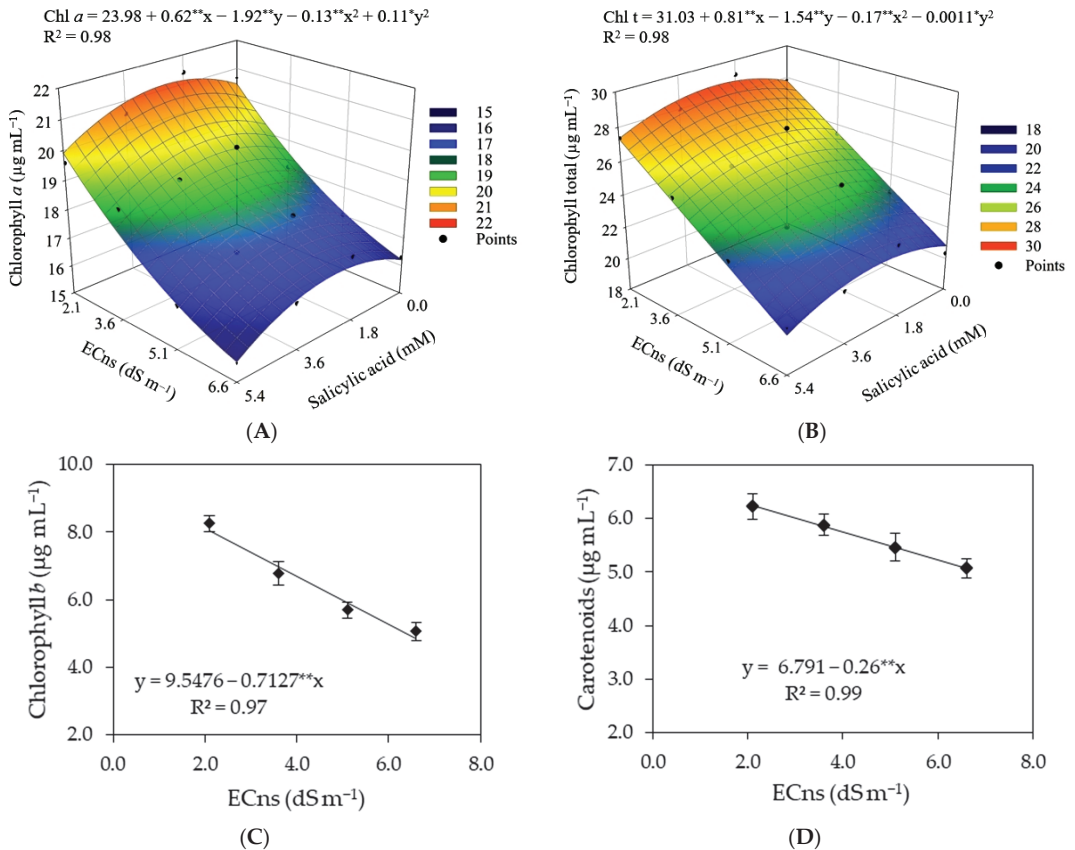 Chl a = 23.98 + 0.62**x − 1.92**y − 0.13**x² + 0.11*y²
R² = 0.98
Chlorophyll a (µg mL⁻¹)
22
21
20
19
18
17
16
15
2.1
3.6
5.1
6.6
ECns (dS m⁻¹)
0.0
1.8
3.6
5.4
Salicylic acid (mM)
15
16
17
18
19
20
21
22
Points
(A)
Chl t = 31.03 + 0.81**x − 1.54**y − 0.17**x² − 0.0011*y²
R² = 0.98
Chlorophyll total (µg mL⁻¹)
30
28
26
24
22
20
18
2.1
3.6
5.1
6.6
ECns (dS m⁻¹)
0.0
1.8
3.6
5.4
Salicylic acid (mM)
18
20
22
24
26
28
30
Points
(B)
Chlorophyll b (µg mL⁻¹)
10.0
8.0
6.0
4.0
2.0
y = 9.5476 – 0.7127**x
R² = 0.97
0.0 2.0 4.0 6.0 8.0
ECns (dS m⁻¹)
(C)
Carotenoids (µg mL⁻¹)
7.0
6.0
5.0
4.0
3.0
2.0
y = 6.791 – 0.26**x
R² = 0.99
0.0 2.0 4.0 6.0 8.0
ECns (dS m⁻¹)
(D)